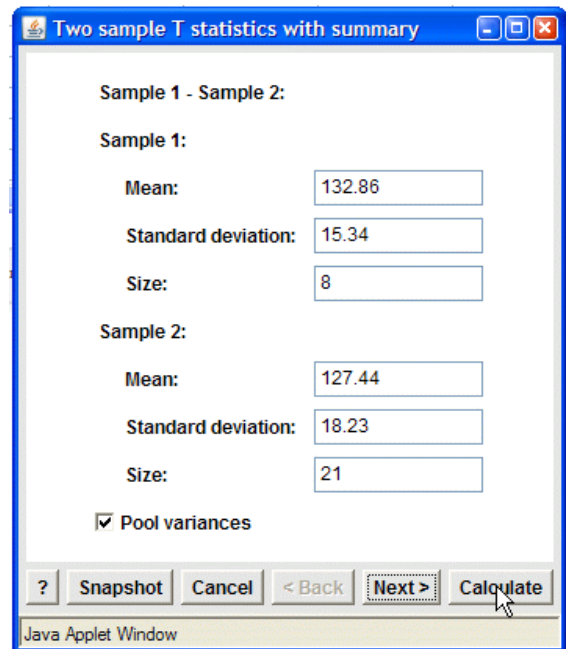 Two sample T statistics with summary
Sample 1 - Sample 2:
Sample 1:
Mean: 132.86
Standard deviation: 15.34
Size: 8
Sample 2:
Mean: 127.44
Standard deviation: 18.23
Size: 21
Pool variances
? Snapshot Cancel < Back Next > Calculate
Java Applet Window